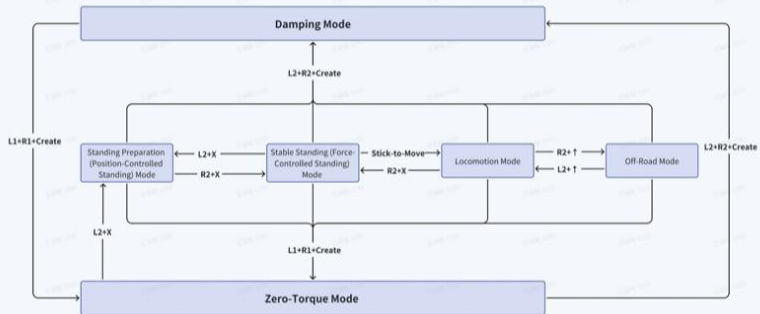 Damping Mode
L2+R2+Create
L1+R1+Create
Standing Preparation
(Position-Controlled
Standing) Mode
L2+X
R2+X
Stable Standing (Force-
Controlled Standing)
Mode
Stick-to-Move
R2+X
Locomotion Mode
R2+↑
L2+↑
Off-Road Mode
L2+R2+Create
L2+X
L1+R1+Create
Zero-Torque Mode